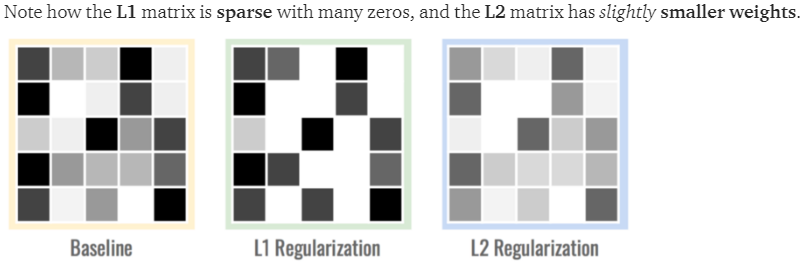 Note how the L1 matrix is sparse with many zeros, and the L2 matrix has slightly smaller weights.
Baseline
L1 Regularization
L2 Regularization